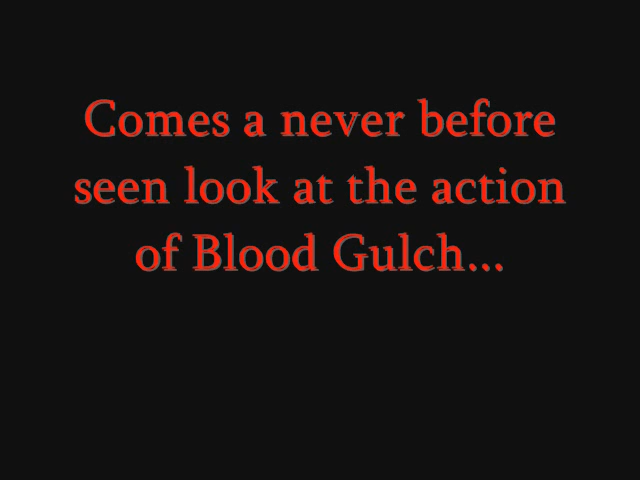 Comes a never before
seen look at the action
of Blood Gulch...